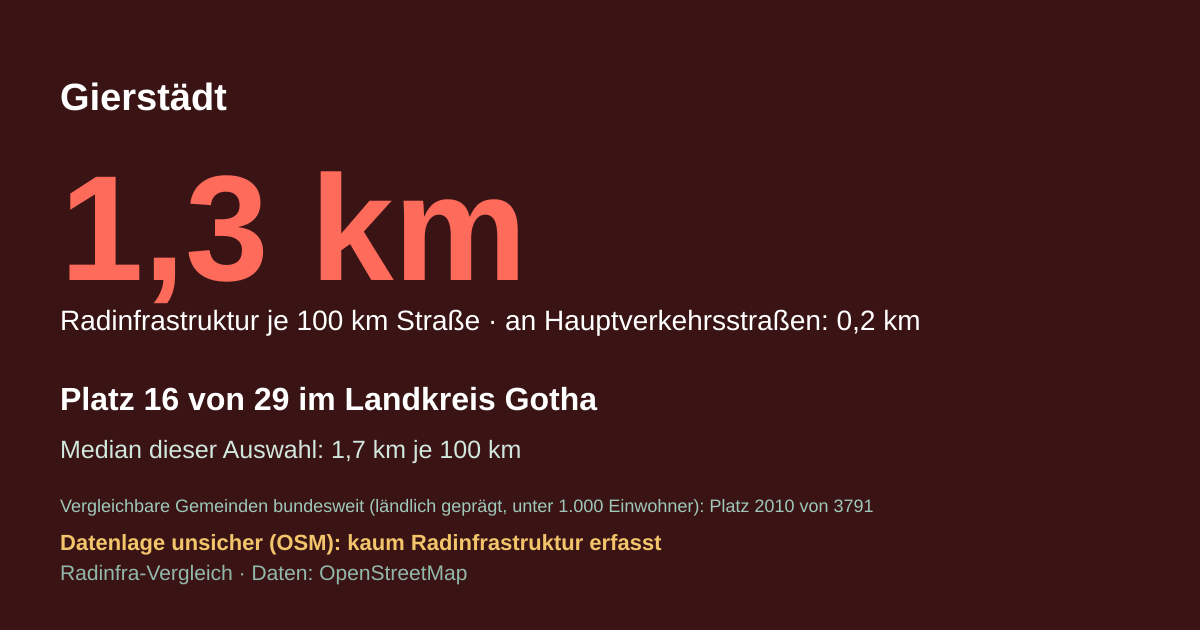 Gierstädt
1,3 km
Radinfrastruktur je 100 km Straße · an Hauptverkehrsstraßen: 0,2 km
Platz 16 von 29 im Landkreis Gotha
Median dieser Auswahl: 1,7 km je 100 km
Vergleichbare Gemeinden bundesweit (ländlich geprägt, unter 1.000 Einwohner): Platz 2010 von 3791
Datenlage unsicher (OSM): kaum Radinfrastruktur erfasst
Radinfra-Vergleich · Daten: OpenStreetMap